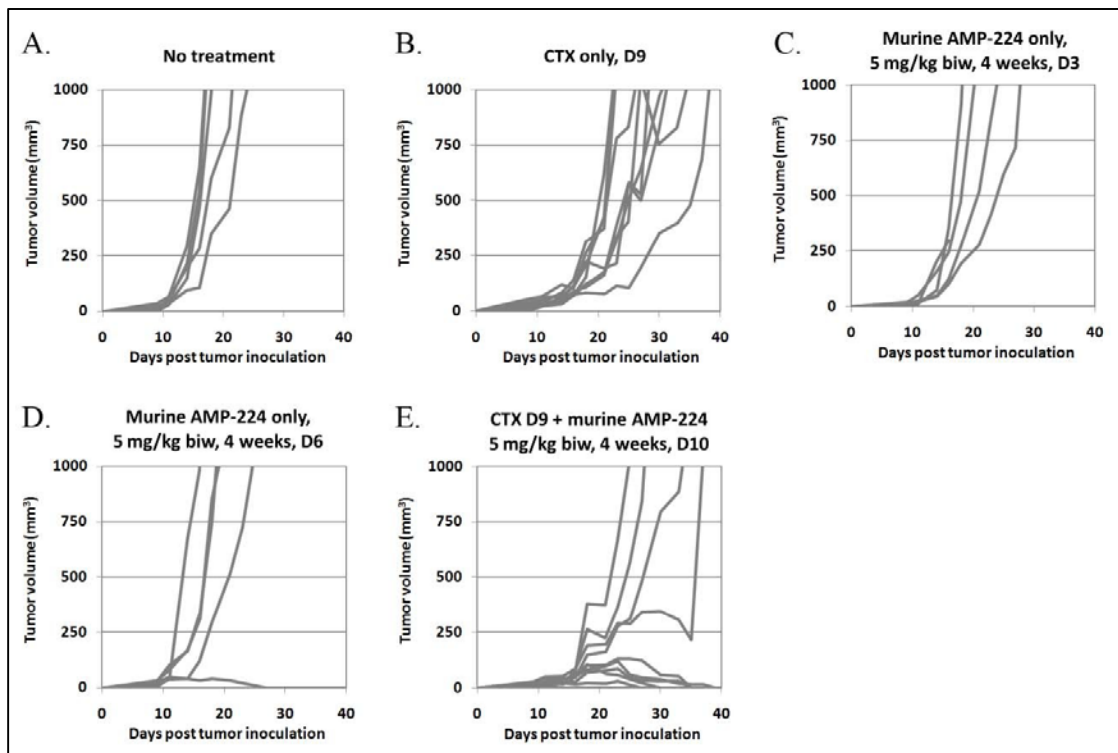 A.
No treatment
1000
750
500
250
0
Tumor volume (mm³)
0 10 20 30 40
Days post tumor inoculation
B.
CTX only, D9
1000
750
500
250
0
Tumor volume (mm³)
0 10 20 30 40
Days post tumor inoculation
C.
Murine AMP-224 only,
5 mg/kg biw, 4 weeks, D3
1000
750
500
250
0
Tumor volume (mm³)
0 10 20 30 40
Days post tumor inoculation
D.
Murine AMP-224 only,
5 mg/kg biw, 4 weeks, D6
1000
750
500
250
0
Tumor volume (mm³)
0 10 20 30 40
Days post tumor inoculation
E.
CTX D9 + murine AMP-224
5 mg/kg biw, 4 weeks, D10
1000
750
500
250
0
Tumor volume (mm³)
0 10 20 30 40
Days post tumor inoculation